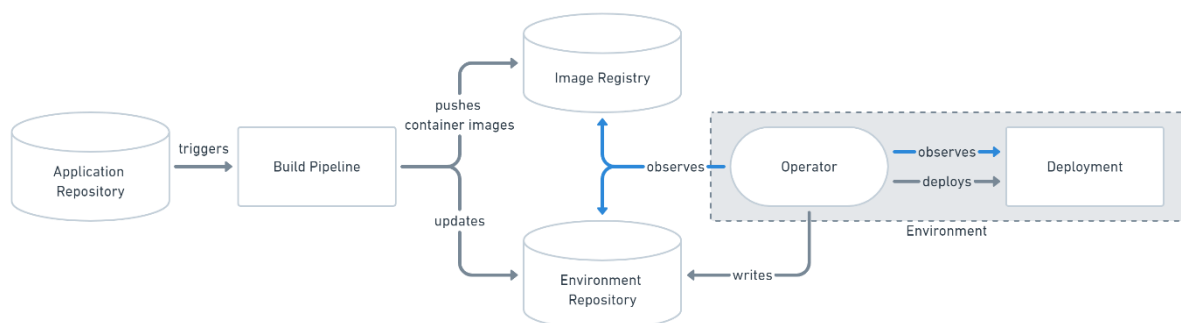 Image Registry
pushes
container images
triggers
Application
Repository
Build Pipeline
observes
Operator
observes
deploys
Deployment
updates
Environment
Environment
Repository
writes